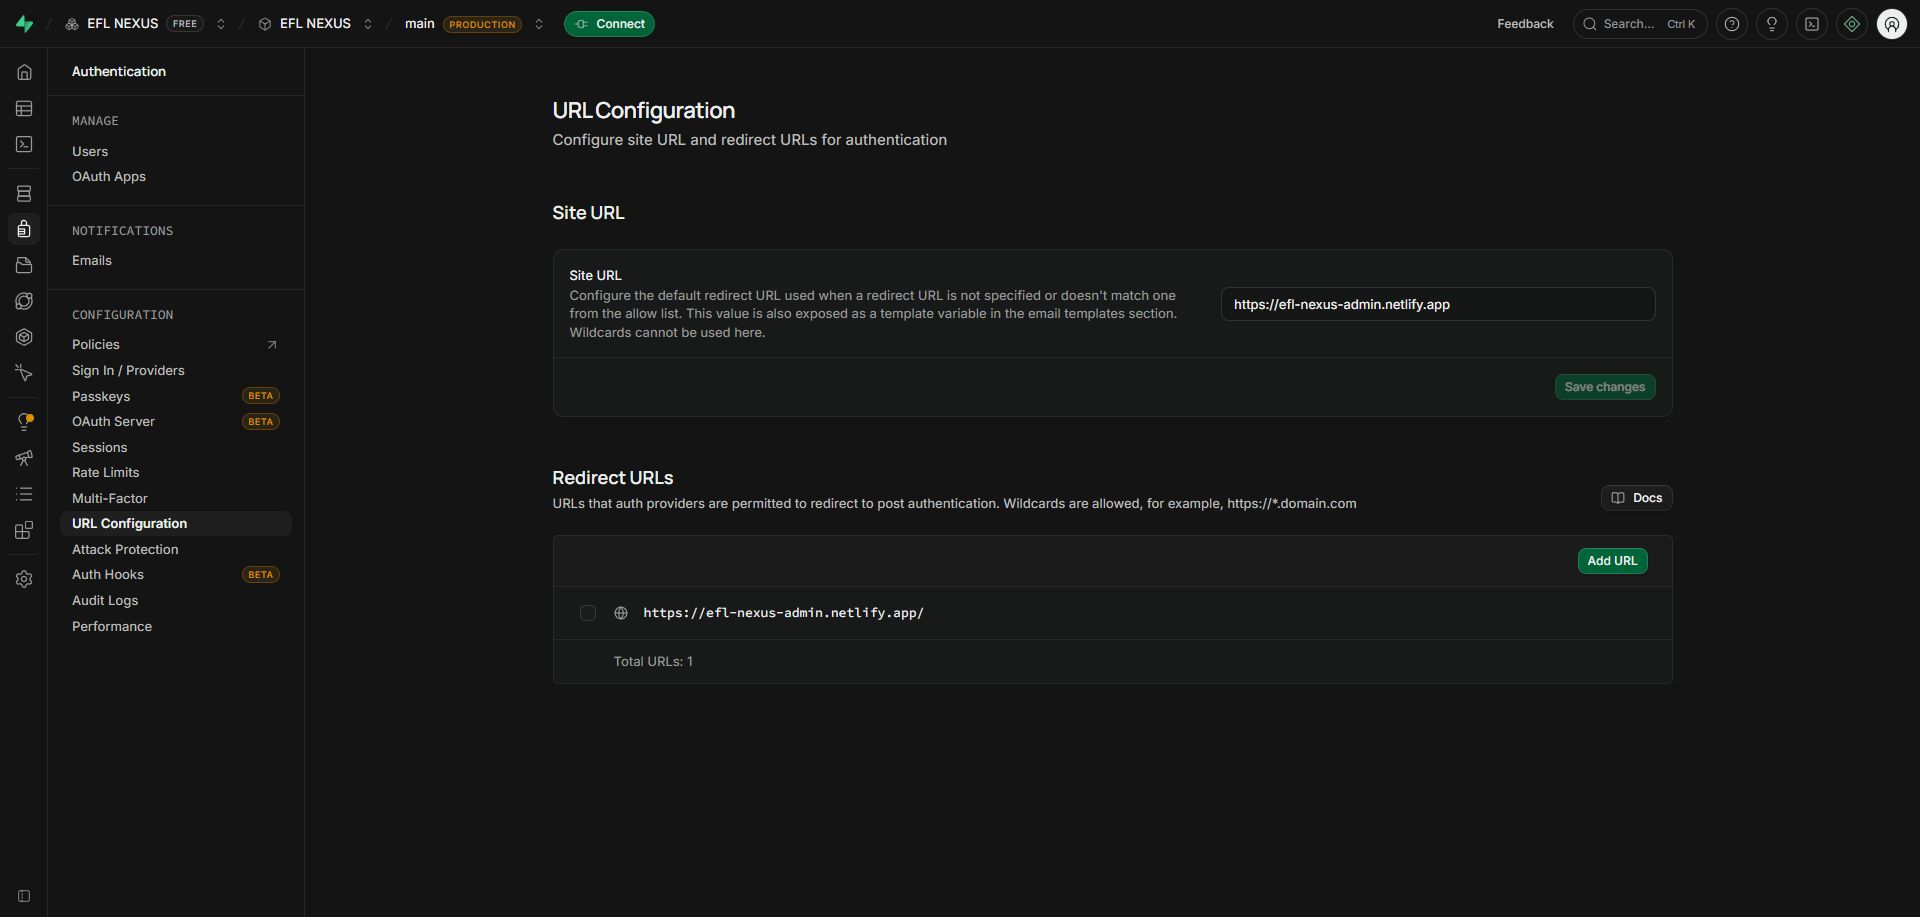 EFL NEXUS FREE EFL NEXUS main PRODUCTION Connect Feedback Search... Ctrl K
Authentication
MANAGE
Users
OAuth Apps
NOTIFICATIONS
Emails
CONFIGURATION
Policies
Sign In / Providers
Passkeys BETA
OAuth Server BETA
Sessions
Rate Limits
Multi-Factor
URL Configuration
Attack Protection
Auth Hooks BETA
Audit Logs
Performance
URL Configuration
Configure site URL and redirect URLs for authentication
Site URL
Site URL
Configure the default redirect URL used when a redirect URL is not specified or doesn't match one
from the allow list. This value is also exposed as a template variable in the email templates section.
Wildcards cannot be used here.
https://efl-nexus-admin.netlify.app
Save changes
Redirect URLs
URLs that auth providers are permitted to redirect to post authentication. Wildcards are allowed, for example, https://*.domain.com
Docs
Add URL
https://efl-nexus-admin.netlify.app/
Total URLs: 1